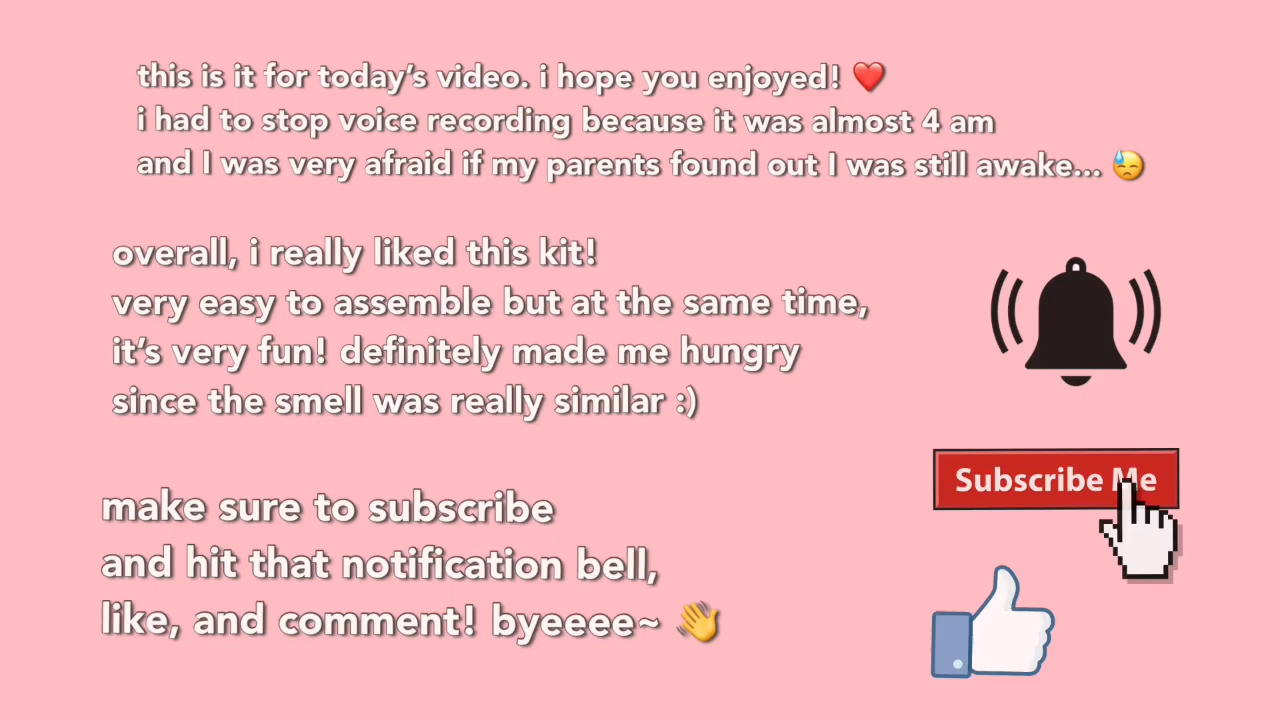 this is it for today's video. i hope you enjoyed! ❤️
i had to stop voice recording because it was almost 4 am
and I was very afraid if my parents found out I was still awake... 😓
overall, i really liked this kit!
very easy to assemble but at the same time,
it's very fun! definitely made me hungry
since the smell was really similar :)
Subscribe Me
make sure to subscribe
and hit that notification bell,
like, and comment! byeeee~ 👋